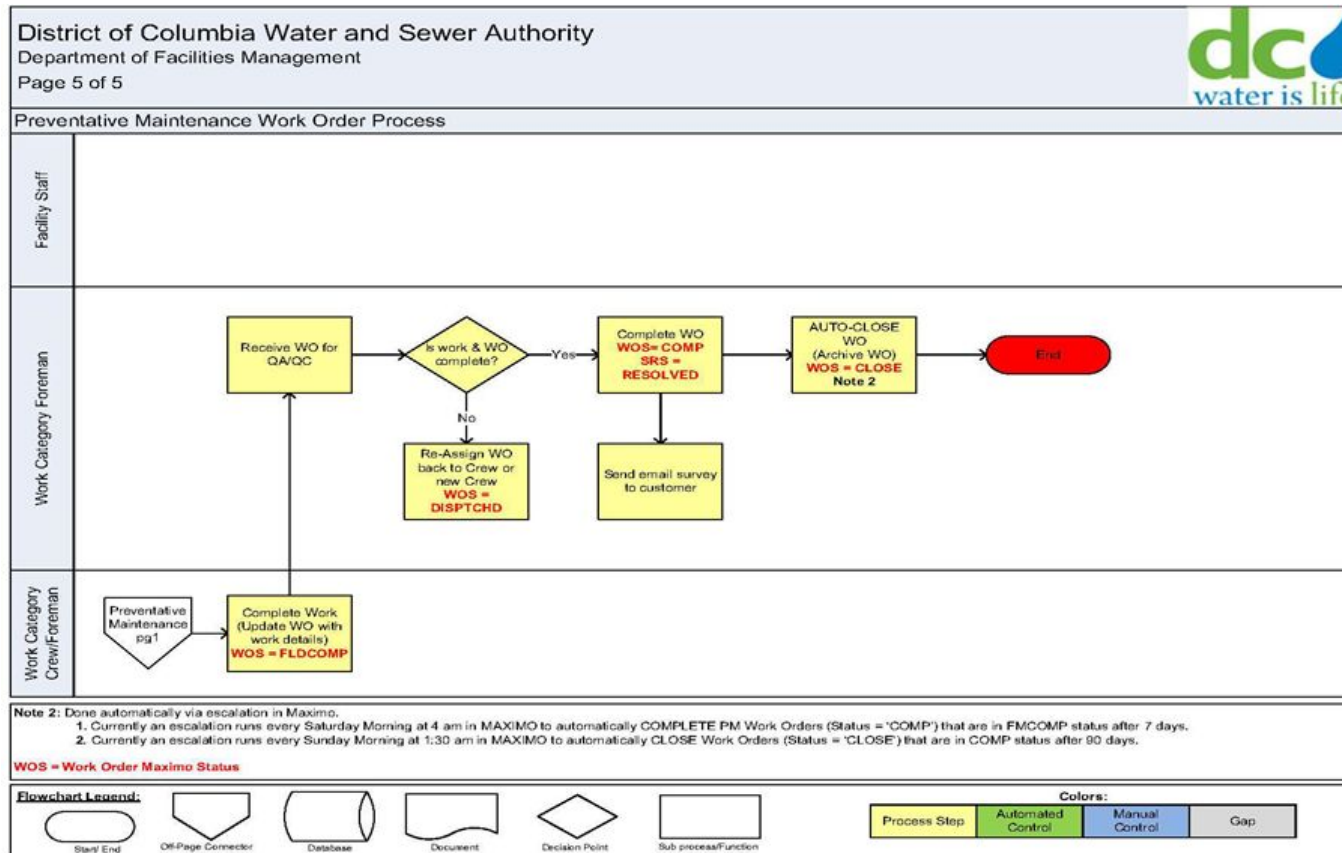 District of Columbia Water and Sewer Authority
Department of Facilities Management
Page 5 of 5
dc
water is life
Preventative Maintenance Work Order Process
Facility Staff
Work Category Foreman
Receive WO for
QA/QC
Is work & WO
complete?
Yes
No
Complete WO
WOS= COMP
SRS =
RESOLVED
AUTO-CLOSE
WO
(Archive WO)
WOS = CLOSE
Note 2
End
Re-Assign WO
back to Crew or
new Crew
WOS =
DISPTCHD
Send email survey
to customer
Work Category
Crew/Foreman
Preventative
Maintenance
pg1
Complete Work
(Update WO with
work details)
WOS = FLDCOMP
Note 2: Done automatically via escalation in Maximo.
1. Currently an escalation runs every Saturday Morning at 4 am in MAXIMO to automatically COMPLETE PM Work Orders (Status = 'COMP') that are in FMCOMP status after 7 days.
2. Currently an escalation runs every Sunday Morning at 1:30 am in MAXIMO to automatically CLOSE Work Orders (Status = 'CLOSE') that are in COMP status after 90 days.
WOS = Work Order Maximo Status
Flowchart Legend:
Start/ End
Off-Page Connector
Database
Document
Decision Point
Sub process/Function
Colors:
Process Step
Automated
Control
Manual
Control
Gap